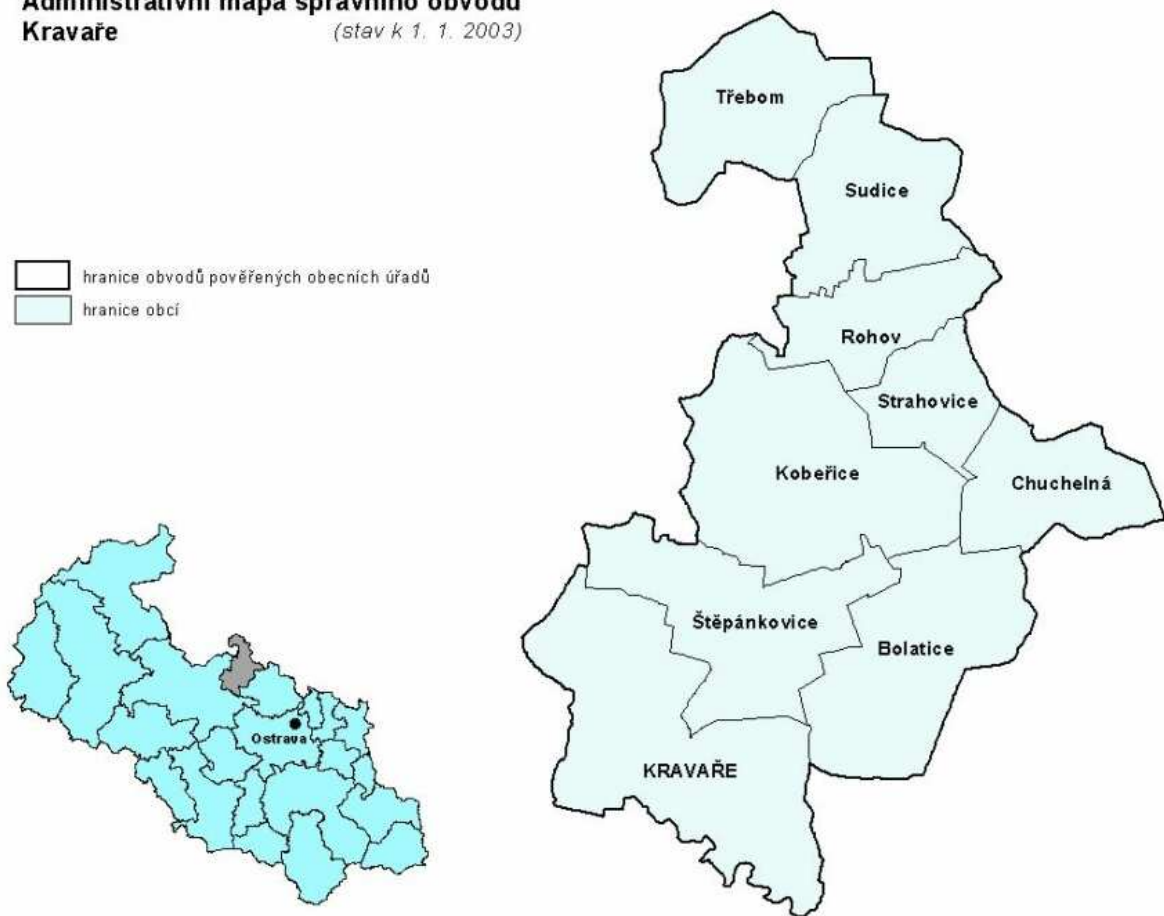 Administrativní mapa správního obvodu
Kravaře (stav k 1. 1. 2003)
Třebom
Sudice
hranice obvodů pověřených obecních úřadů
hranice obcí
Rohov
Strahovice
Kobeřice
Chuchelná
Štěpánkovice
Bolatice
Ostrava
KRAVAŘE